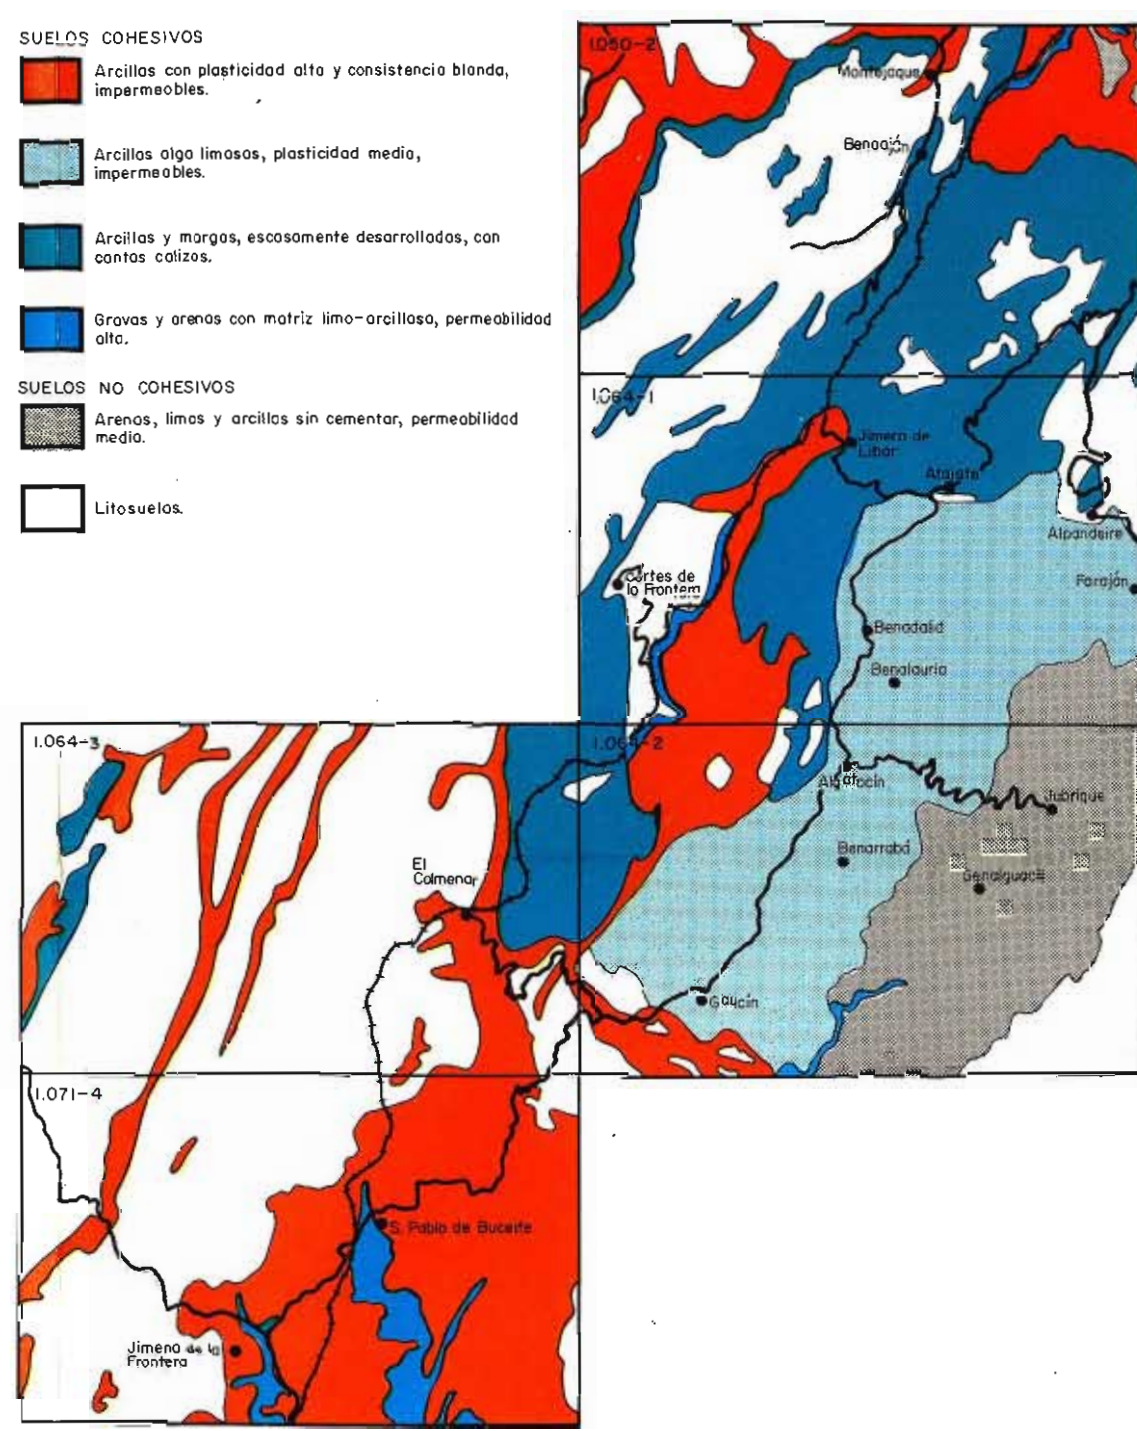 SUELOS COHESIVOS
Arcillas con plasticidad alta y consistencia blanda,
impermeables.
Arcillas algo limosas, plasticidad media,
impermeables.
Arcillas y margas, escasamente desarrolladas, con
cantos calizos.
Gravas y arenas con matriz limo-arcillosa, permeabilidad
alta.
SUELOS NO COHESIVOS
Arenas, limos y arcillas sin cementar, permeabilidad
media.
Litosuelos.
1.050-2
Montejaque
Benaoján
1.064-1
Jimera de
Libar
Atajate
Alpandeire
Cortes de
la Frontera
Farajan
Benadalid
Benalauria
1.064-3
1.064-2
Algatocín
Jubrique
El
Colmenar
Benarrabá
Genalguacil
Gaucín
1.071-4
S. Pablo de Buceite
Jimena de la
Frontera